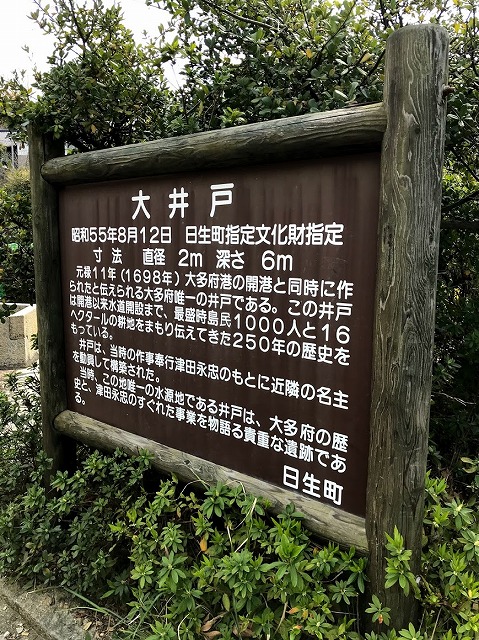 大井戸
昭和55年8月12日　日生町指定文化財指定
寸法　直径　2m　深さ　6m
元禄11年(1698年)大多府港の開港と同時に作
られたと伝えられる大多府唯一の井戸である。この井戸
は開港以来水道開設まで、最盛時島民1000人と16
ヘクタールの耕地をまもり伝えてきた250年の歴史を
もっている。
井戸は、当時の作事奉行津田永忠のもとに近隣の名主
を動員して構築された。
当時、この地唯一の水源地である井戸は、大多府の歴
史と、津田永忠のすぐれた事業を物語る貴重な遺跡であ
る。
日生町